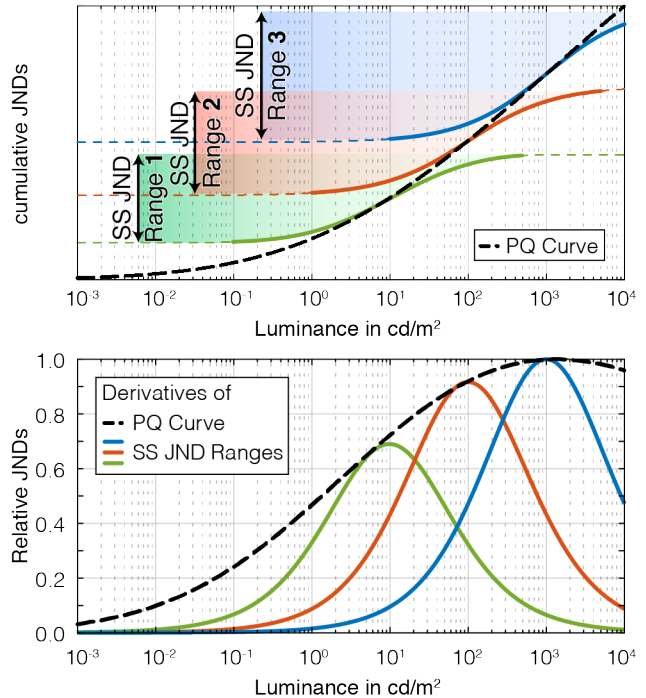 cumulative JNDs
SS JND
Range 1
SS JND
Range 2
SS JND
Range 3
PQ Curve
10⁻³ 10⁻² 10⁻¹ 10⁰ 10¹ 10² 10³ 10⁴
Luminance in cd/m²
Relative JNDs
1.0
0.8
0.6
0.4
0.2
0.0
Derivatives of
PQ Curve
SS JND Ranges
10⁻³ 10⁻² 10⁻¹ 10⁰ 10¹ 10² 10³ 10⁴
Luminance in cd/m²